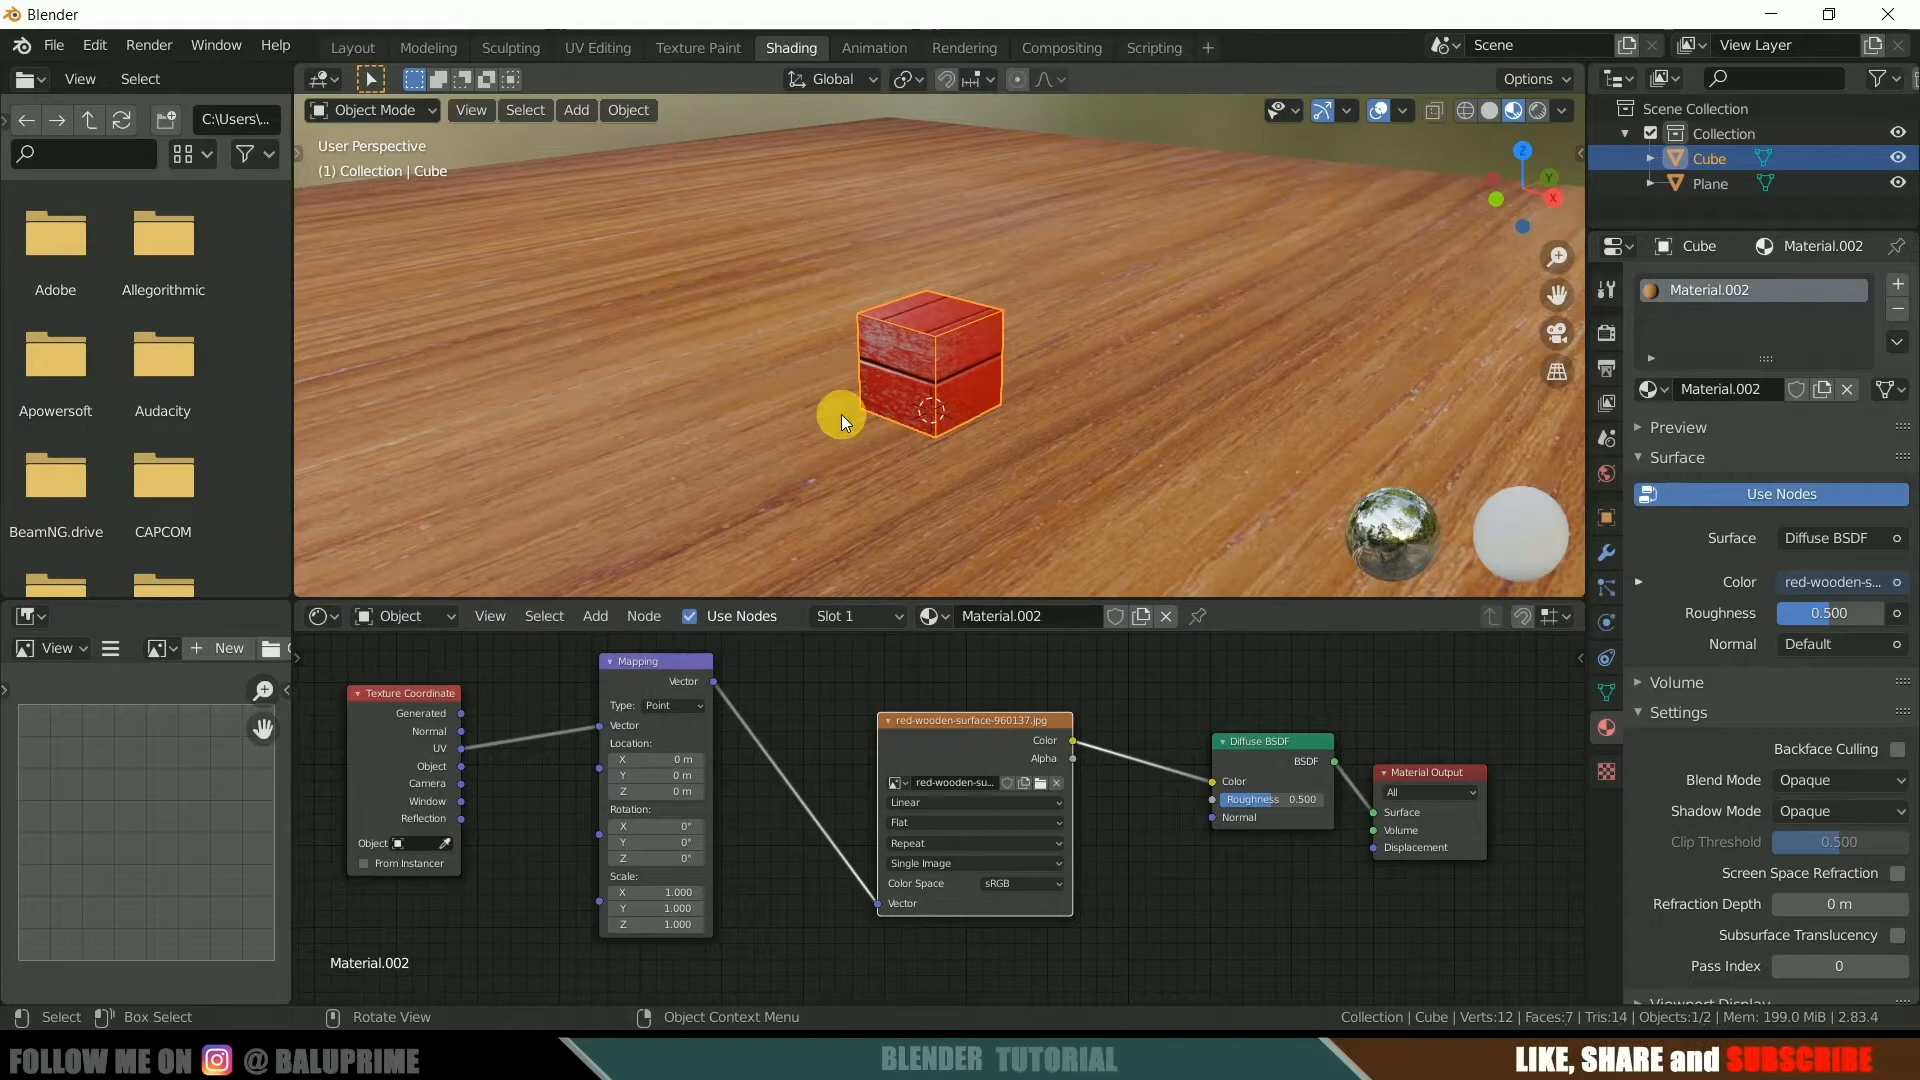 Blender
File Edit Render Window Help
Layout Modeling Sculpting UV Editing Texture Paint Shading Animation Rendering Compositing Scripting +
Scene
View Layer
View Select
C:\Users\...
Adobe Allegorithmic
Apowersoft Audacity
BeamNG.drive CAPCOM
Global
Options
Object Mode View Select Add Object
User Perspective
(1) Collection | Cube
Z
Y
X
Scene Collection
Collection
Cube
Plane
Cube Material.002
Material.002
Material.002
Preview
Surface
Use Nodes
Surface Diffuse BSDF
Color red-wooden-s...
Roughness 0.500
Normal Default
Volume
Settings
Backface Culling
Blend Mode Opaque
Shadow Mode Opaque
Clip Threshold 0.500
Screen Space Refraction
Refraction Depth 0 m
Subsurface Translucency
Pass Index 0
Viewport Display
View New
Object View Select Add Node Use Nodes Slot 1 Material.002
Texture Coordinate
Generated
Normal
UV
Object
Camera
Window
Reflection
Object
From Instancer
Mapping
Vector
Type: Point
Vector
Location:
X 0 m
Y 0 m
Z 0 m
Rotation:
X 0°
Y 0°
Z 0°
Scale:
X 1.000
Y 1.000
Z 1.000
red-wooden-surface-960137.jpg
Color
Alpha
red-wooden-su...
Linear
Flat
Repeat
Single Image
Color Space sRGB
Vector
Diffuse BSDF
BSDF
Color
Roughness 0.500
Normal
Material Output
All
Surface
Volume
Displacement
Material.002
Select Box Select Rotate View Object Context Menu
Collection | Cube | Verts:12 | Faces:7 | Tris:14 | Objects:1/2 | Mem: 199.0 MiB | 2.83.4
FOLLOW ME ON @ BALUPRIME
BLENDER TUTORIAL
LIKE, SHARE and SUBSCRIBE